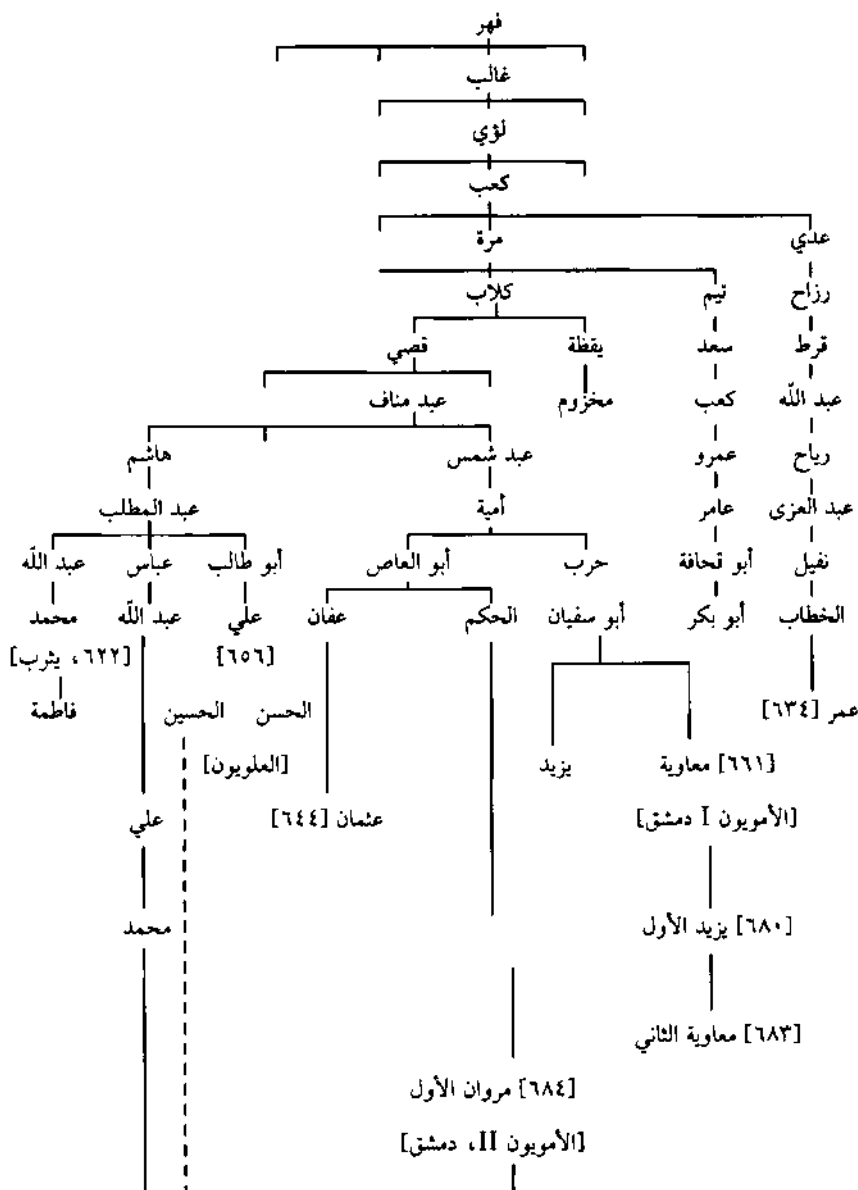 فهر
غالب
لؤي
كعب
عدي مرة
رزاح تيم كلاب
قرط سعد يقظة قصي
عبد الله كعب مخزوم عبد مناف
رياح عمرو عبد شمس هاشم
عبد العزى عامر أمية عبد المطلب
نفيل أبو قحافة حرب أبو العاص أبو طالب عباس عبد الله
الخطاب أبو بكر أبو سفيان الحكم عفان علي عبد الله محمد
[٦٥٦] [٦٢٢، يثرب]
عمر [٦٣٤] الحسن الحسين فاطمة
[٦٦١] معاوية يزيد [العلويون]
[الأمويون I دمشق] عثمان [٦٤٤] علي
[٦٨٠] يزيد الأول محمد
[٦٨٣] معاوية الثاني
[٦٨٤] مروان الأول
[الأمويون II، دمشق]